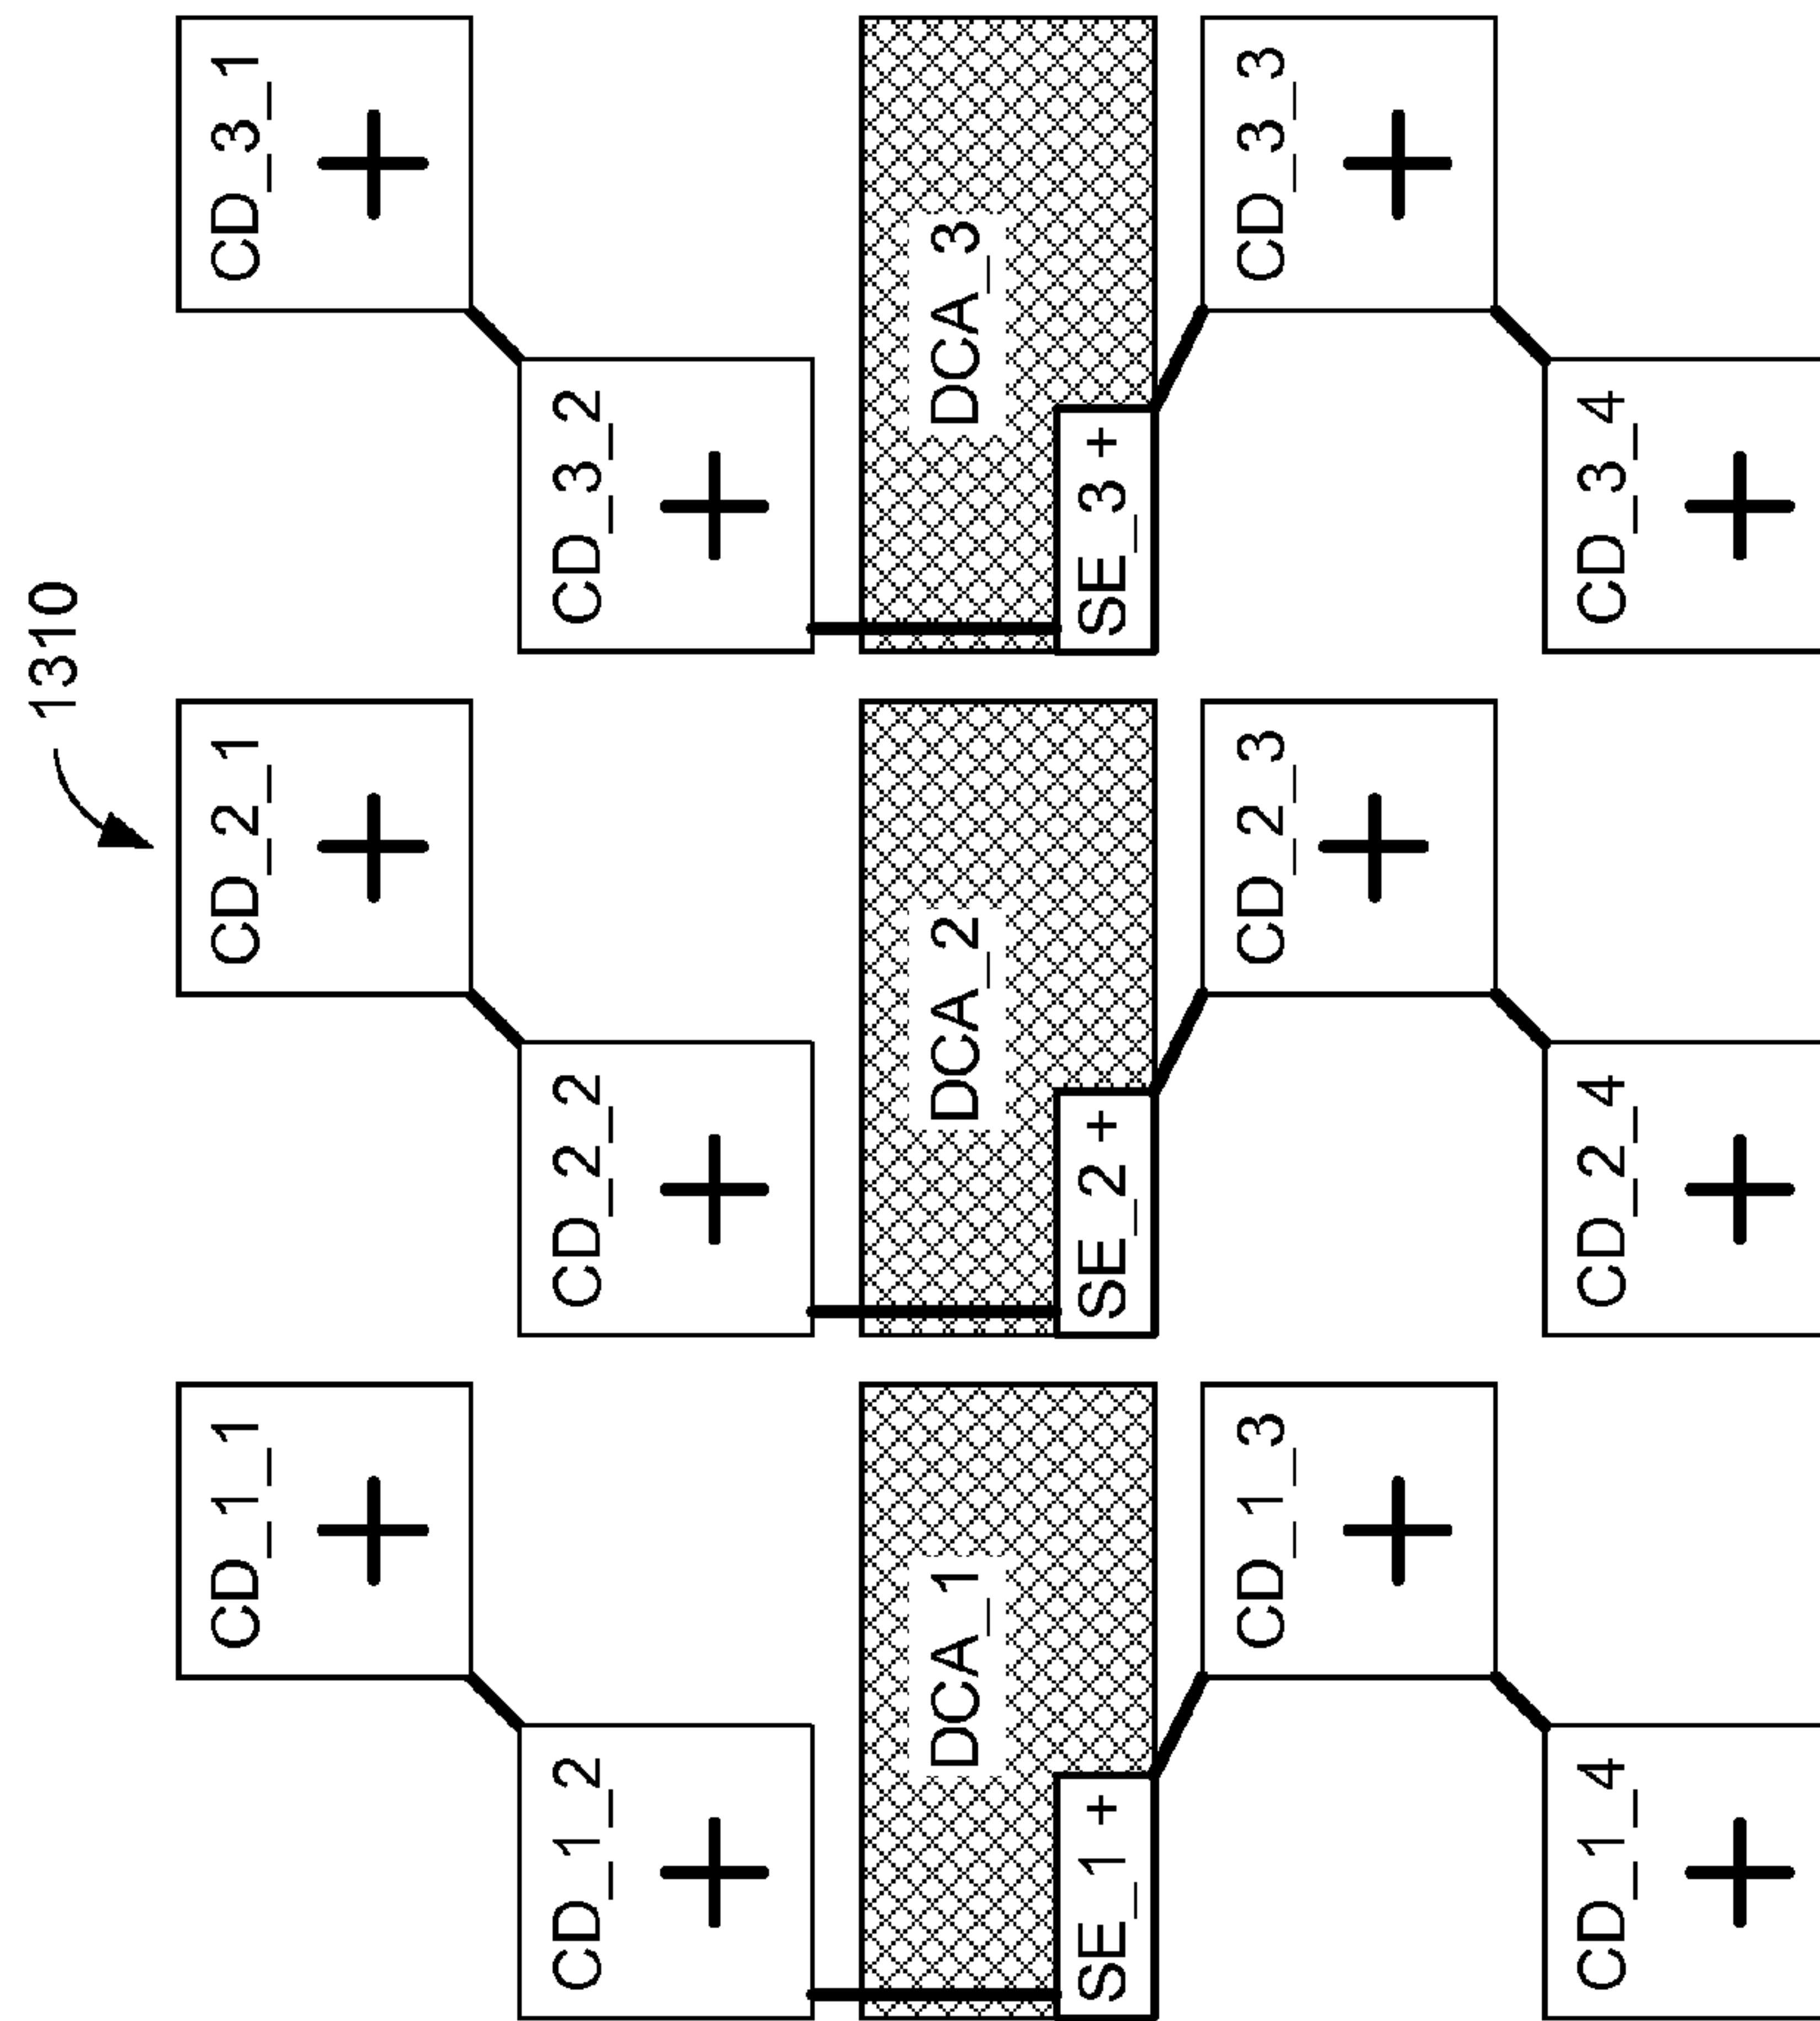 1310
CD_1_1
CD_2_1
CD_3_1
+
+
+
CD_1_2
CD_2_2
CD_3_2
+
+
+
DCA_1
DCA_2
DCA_3
SE_1 +
SE_2 +
SE_3 +
CD_1_3
CD_2_3
CD_3_3
+
+
+
CD_1_4
CD_2_4
CD_3_4
+
+
+